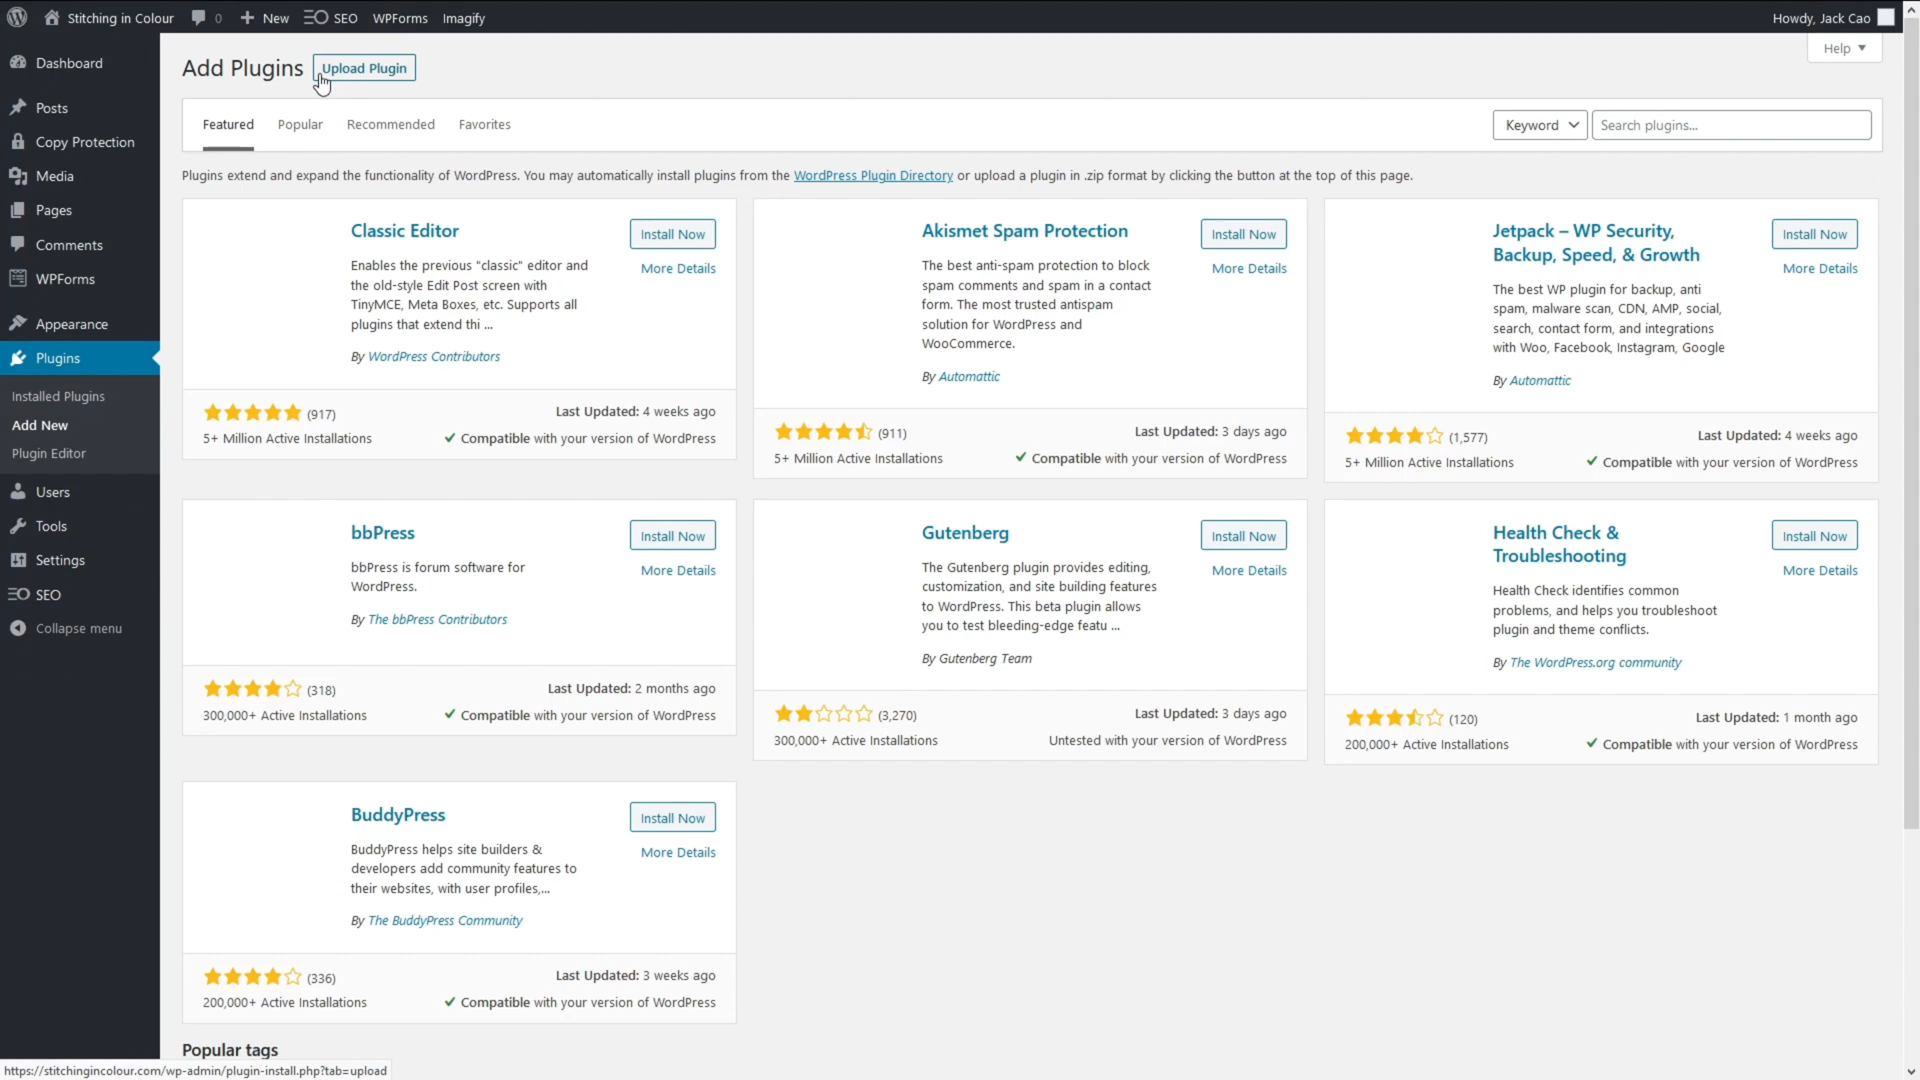 Stitching in Colour 0 New SEO WPForms Imagify Howdy, Jack Cao
Help
Dashboard
Posts
Copy Protection
Media
Pages
Comments
WPForms
Appearance
Plugins
Installed Plugins
Add New
Plugin Editor
Users
Tools
Settings
SEO
Collapse menu
Add Plugins Upload Plugin
Featured Popular Recommended Favorites Keyword Search plugins...
Plugins extend and expand the functionality of WordPress. You may automatically install plugins from the WordPress Plugin Directory or upload a plugin in .zip format by clicking the button at the top of this page.
Classic Editor
Install Now
More Details
Enables the previous "classic" editor and
the old-style Edit Post screen with
TinyMCE, Meta Boxes, etc. Supports all
plugins that extend thi ...
By WordPress Contributors
(917)
Last Updated: 4 weeks ago
5+ Million Active Installations
Compatible with your version of WordPress
Akismet Spam Protection
Install Now
More Details
The best anti-spam protection to block
spam comments and spam in a contact
form. The most trusted antispam
solution for WordPress and
WooCommerce.
By Automattic
(911)
Last Updated: 3 days ago
5+ Million Active Installations
Compatible with your version of WordPress
Jetpack – WP Security,
Backup, Speed, & Growth
Install Now
More Details
The best WP plugin for backup, anti
spam, malware scan, CDN, AMP, social,
search, contact form, and integrations
with Woo, Facebook, Instagram, Google
By Automattic
(1,577)
Last Updated: 4 weeks ago
5+ Million Active Installations
Compatible with your version of WordPress
bbPress
Install Now
More Details
bbPress is forum software for
WordPress.
By The bbPress Contributors
(318)
Last Updated: 2 months ago
300,000+ Active Installations
Compatible with your version of WordPress
Gutenberg
Install Now
More Details
The Gutenberg plugin provides editing,
customization, and site building features
to WordPress. This beta plugin allows
you to test bleeding-edge featu ...
By Gutenberg Team
(3,270)
Last Updated: 3 days ago
300,000+ Active Installations
Untested with your version of WordPress
Health Check &
Troubleshooting
Install Now
More Details
Health Check identifies common
problems, and helps you troubleshoot
plugin and theme conflicts.
By The WordPress.org community
(120)
Last Updated: 1 month ago
200,000+ Active Installations
Compatible with your version of WordPress
BuddyPress
Install Now
More Details
BuddyPress helps site builders &
developers add community features to
their websites, with user profiles,...
By The BuddyPress Community
(336)
Last Updated: 3 weeks ago
200,000+ Active Installations
Compatible with your version of WordPress
Popular tags
https://stitchingincolour.com/wp-admin/plugin-install.php?tab=upload